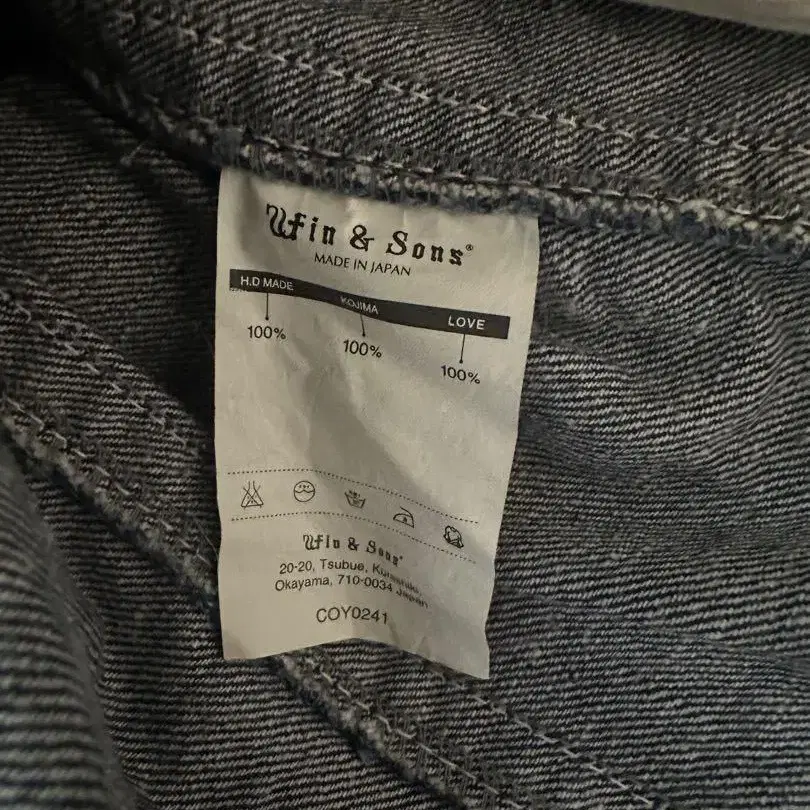 Ufin & Sons®
MADE IN JAPAN
H.D MADE KOJIMA LOVE
100% 100% 100%
Ufin & Sons®
20-20, Tsubue, Kurashiki,
Okayama, 710-0034 Japan
COY0241